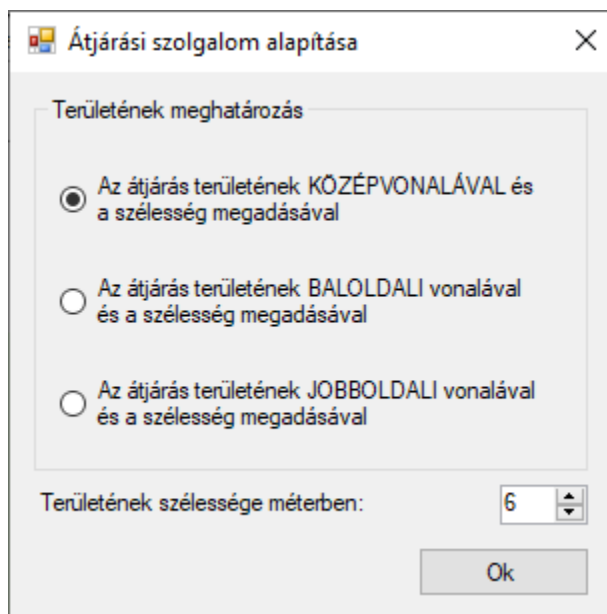 Átjárási szolgalom alapítása
Területének meghatározás
Az átjárás területének KÖZÉPVONALÁVAL és
a szélesség megadásával
Az átjárás területének BALOLDALI vonalával
és a szélesség megadásával
Az átjárás területének JOBBOLDALI vonalával
és a szélesség megadásával
Területének szélessége méterben: 6
Ok